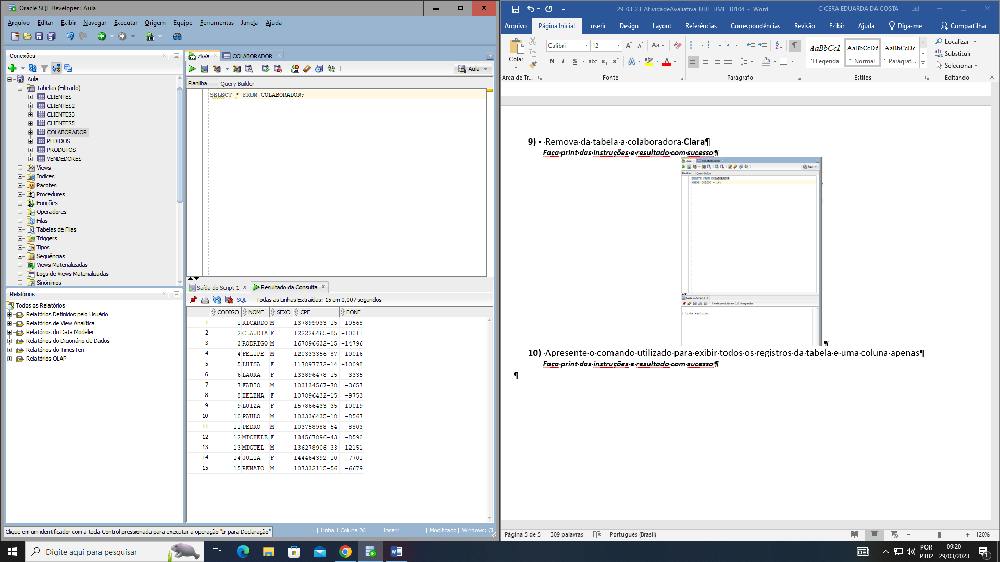 Oracle SQL Developer : Aula
Arquivo Editar Exibir Navegar Executar Origem Equipe Ferramentas Janela Ajuda
Conexões
Aula
Tabelas (Filtrado)
CLIENTES
CLIENTES2
CLIENTES3
CLIENTES5
COLABORADOR
PEDIDOS
PRODUTOS
VENDEDORES
Views
Índices
Pacotes
Procedures
Funções
Operadores
Filas
Tabelas de Filas
Triggers
Tipos
Sequências
Views Materializadas
Logs de Views Materializadas
Sinônimos
Relatórios
Todos os Relatórios
Relatórios Definidos pelo Usuário
Relatórios de View Analítica
Relatórios do Data Modeler
Relatórios do Dicionário de Dados
Relatórios do TimesTen
Relatórios OLAP
Aula COLABORADOR
Aula
Planilha Query Builder
SELECT * FROM COLABORADOR;
Saída do Script 1 Resultado da Consulta
SQL | Todas as Linhas Extraídas: 15 em 0,007 segundos
CODIGO NOME SEXO CPF FONE
1 1 RICARDO M 137899933-15 -10568
2 2 CLAUDIA F 122226465-85 -10011
3 3 RODRIGO M 167896632-15 -14796
4 4 FELIPE M 120333356-87 -10016
5 5 LUISA F 117897772-14 -10098
6 6 LAURA F 133896478-15 -3335
7 7 FABIO M 103134567-78 -3657
8 8 HELENA F 107896432-15 -9753
9 9 LUIZA F 157866433-35 -10019
10 10 PAULO M 103336435-18 -8567
11 11 PEDRO M 103758988-54 -8803
12 12 MICHELE F 134567896-43 -8590
13 13 MIGUEL M 136278906-33 -12151
14 14 JULIA F 144464392-10 -7701
15 15 RENATO M 107332115-56 -6679
Clique em um identificador com a tecla Control pressionada para executar a operação "Ir para Declaração"
| Linha 1 Coluna 26 | Inserir | Modificado | Windows: CF
29_03_23_AtividadeAvaliativa_DDL_DML_T0104 - Word
CICERA EDUARDA DA COSTA
Arquivo Página Inicial Inserir Design Layout Referências Correspondências Revisão Exibir Ajuda Diga-me Compartilhar
Colar
Calibri 12
N I S abc x₂ x²
AaBbCcI AaBbCcDd AaBbCcDd
¶ Legenda ¶ Normal ¶ Parágraf...
Localizar
Substituir
Selecionar
Área de Tr... Fonte Parágrafo Estilos Editando
9)→ ·Remova·da·tabela·a·colaboradora·Clara¶
Faça·print·das·instruções·e·resultado·com·sucesso¶
Aula COLABORADOR
Aula
Planilha Query Builder
DELETE FROM COLABORADOR
WHERE CODIGO = 16;
Saída do Script 1
Tarefa concluída em 0,014 segundos
1 linha excluído.
¶
10)··Apresente·o·comando·utilizado·para·exibir·todos·os·registros·da·tabela·e·uma·coluna·apenas¶
Faça·print·das·instruções·e·resultado·com·sucesso¶
¶
Página 5 de 5 309 palavras Português (Brasil) 120%
Digite aqui para pesquisar
POR
PTB2
09:20
29/03/2023
1